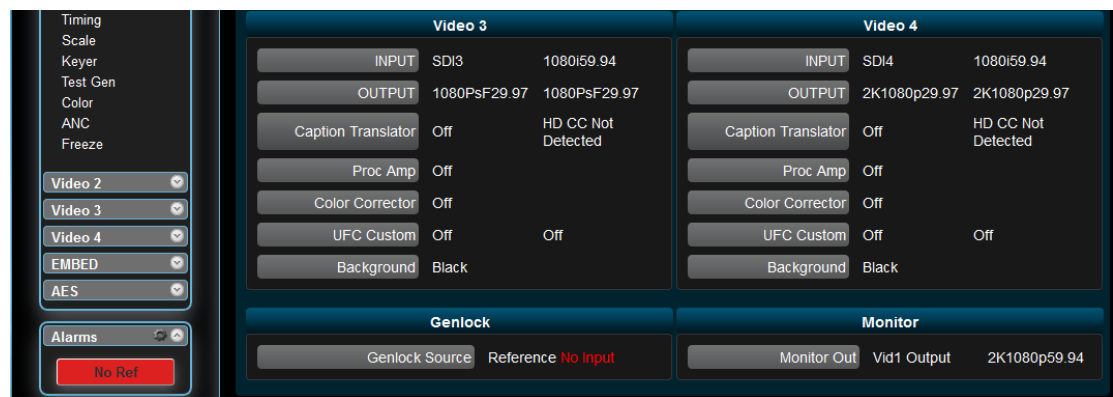 Timing
Scale
Keyer
Test Gen
Color
ANC
Freeze
Video 2
Video 3
Video 4
EMBED
AES
Alarms
No Ref
Video 3
INPUT SDI3 1080i59.94
OUTPUT 1080PsF29.97 1080PsF29.97
Caption Translator Off HD CC Not
Detected
Proc Amp Off
Color Corrector Off
UFC Custom Off Off
Background Black
Video 4
INPUT SDI4 1080i59.94
OUTPUT 2K1080p29.97 2K1080p29.97
Caption Translator Off HD CC Not
Detected
Proc Amp Off
Color Corrector Off
UFC Custom Off Off
Background Black
Genlock
Genlock Source Reference No Input
Monitor
Monitor Out Vid1 Output 2K1080p59.94